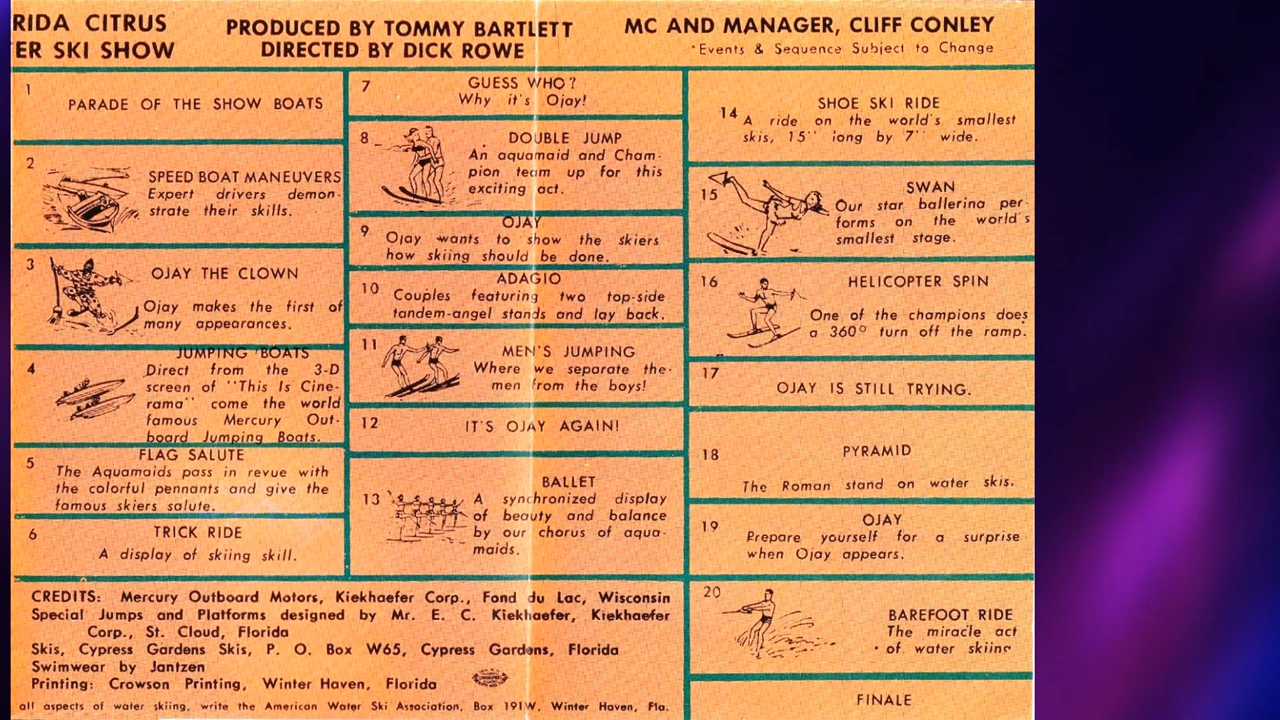 RIDA CITRUS
ER SKI SHOW
PRODUCED BY TOMMY BARTLETT
DIRECTED BY DICK ROWE
MC AND MANAGER, CLIFF CONLEY
*Events & Sequence Subject to Change
1
PARADE OF THE SHOW BOATS
2
SPEED BOAT MANEUVERS
Expert drivers demon-
strate their skills.
3
OJAY THE CLOWN
Ojay makes the first of
many appearances.
4
JUMPING BOATS
Direct from the 3-D
screen of "This Is Cine-
rama" come the world
famous Mercury Out-
board Jumping Boats.
5
FLAG SALUTE
The Aquamaids pass in revue with
the colorful pennants and give the
famous skiers salute.
6
TRICK RIDE
A display of skiing skill.
7
GUESS WHO?
Why it's Ojay!
8
DOUBLE JUMP
An aquamaid and Cham-
pion team up for this
exciting act.
9
OJAY
Ojay wants to show the skiers
how skiing should be done.
10
ADAGIO
Couples featuring two top-side
tandem-angel stands and lay back.
11
MEN'S JUMPING
Where we separate the
men from the boys!
12
IT'S OJAY AGAIN!
13
BALLET
A synchronized display
of beauty and balance
by our chorus of aqua-
maids.
14
SHOE SKI RIDE
A ride on the world's smallest
skis, 15" long by 7" wide.
15
SWAN
Our star ballerina per-
forms on the world's
smallest stage.
16
HELICOPTER SPIN
One of the champions does
a 360° turn off the ramp.
17
OJAY IS STILL TRYING.
18
PYRAMID
The Roman stand on water skis.
19
OJAY
Prepare yourself for a surprise
when Ojay appears.
20
BAREFOOT RIDE
The miracle act
of water skiing
FINALE
CREDITS: Mercury Outboard Motors, Kiekhaefer Corp., Fond du Lac, Wisconsin
Special Jumps and Platforms designed by Mr. E. C. Kiekhaefer, Kiekhaefer
Corp., St. Cloud, Florida
Skis, Cypress Gardens Skis, P. O. Box W65, Cypress Gardens, Florida
Swimwear by Jantzen
Printing: Crowson Printing, Winter Haven, Florida
all aspects of water skiing, write the American Water Ski Association, Box 191W, Winter Haven, Fla.